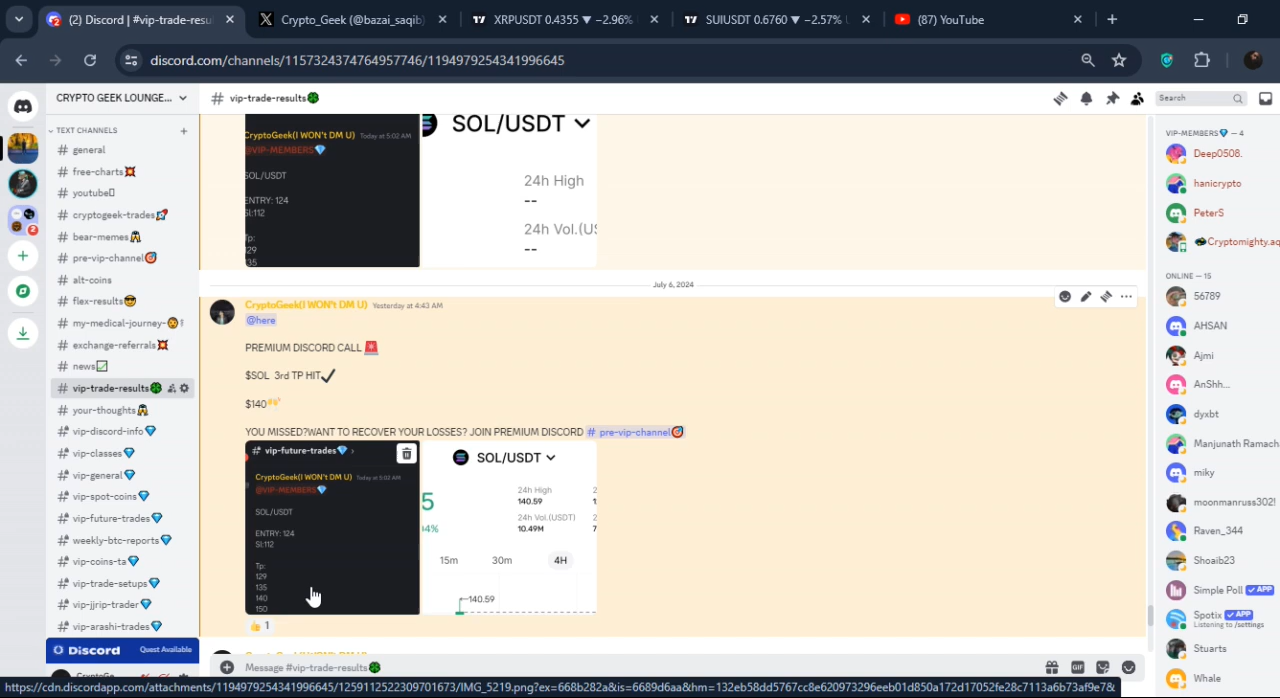 (2) Discord | #vip-trade-resu
Crypto_Geek (@bazai_saqib)
XRPUSDT 0.4355 ▼ −2.96%
SUIUSDT 0.6760 ▼ −2.57% U
(87) YouTube
discord.com/channels/1157324374764957746/1194979254341996645
CRYPTO GEEK LOUNGE...
# vip-trade-results🍀
Search
TEXT CHANNELS
# general
# free-charts💥
# youtube
# cryptogeek-trades🚀
# bear-memes
# pre-vip-channel🎯
# alt-coins
# flex-results😎
# my-medical-journey-
# exchange-referrals💥
# news
# vip-trade-results🍀
# your-thoughts
# vip-discord-info💎
# vip-classes💎
# vip-general💎
# vip-spot-coins💎
# vip-future-trades💎
# weekly-btc-reports💎
# vip-coins-ta💎
# vip-trade-setups💎
# vip-jjrip-trader💎
# vip-arashi-trades💎
Discord
Quest Available
CryptoGe
2
CryptoGeek(I WON't DM U) Today at 5:02 AM
@VIP-MEMBERS💎
SOL/USDT
ENTRY: 124
Sl:112
Tp:
129
135
SOL/USDT
24h High
--
24h Vol.(US
--
July 6, 2024
CryptoGeek(I WON't DM U) Yesterday at 4:43 AM
@here
PREMIUM DISCORD CALL 🚨
$SOL 3rd TP HIT✔
$140🙌
YOU MISSED?WANT TO RECOVER YOUR LOSSES? JOIN PREMIUM DISCORD # pre-vip-channel🎯
# vip-future-trades💎 ›
CryptoGeek(I WON't DM U) Today at 5:02 AM
@VIP-MEMBERS💎
SOL/USDT
ENTRY: 124
Sl:112
Tp:
129
135
140
150
SOL/USDT
5
24h High
140.59
24h Vol.(USDT)
10.49M
15m
30m
4H
140.59
👍 1
Message #vip-trade-results🍀
GIF
VIP-MEMBERS💎 — 4
Deep0508.
hanicrypto
PeterS
Cryptomighty.aq
ONLINE — 15
56789
AHSAN
Ajmi
AnShh...
dyxbt
Manjunath Ramach
miky
moonmanruss302!
Raven_344
Shoaib23
Simple Poll ✓ APP
Spotix ✓ APP
Listening to /settings
Stuarts
Whale
https://cdn.discordapp.com/attachments/1194979254341996645/1259112522309701673/IMG_5219.png?ex=668b282a&is=6689d6aa&hm=132eb58dd5767cc8e620973296eeb01d850a172d17052fe28c7113a6b73af9e7&